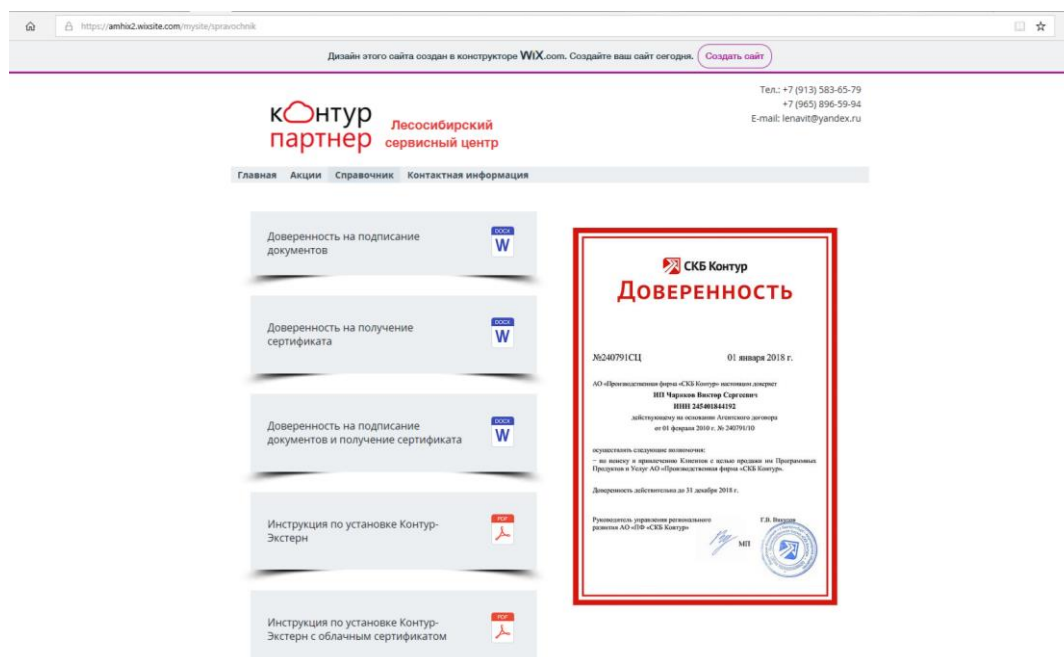 https://amhix2.wixsite.com/mysite/spravochnik
Дизайн этого сайта создан в конструкторе WiX.com. Создайте ваш сайт сегодня. Создать сайт
контур
партнер
Лесосибирский
сервисный центр
Тел.: +7 (913) 583-65-79
+7 (965) 896-59-94
E-mail: lenavit@yandex.ru
Главная Акции Справочник Контактная информация
Доверенность на подписание
документов
DOCX
W
Доверенность на получение
сертификата
DOCX
W
Доверенность на подписание
документов и получение сертификата
DOCX
W
Инструкция по установке Контур-
Экстерн
PDF
Инструкция по установке Контур-
Экстерн с облачным сертификатом
PDF
СКБ Контур
ДОВЕРЕННОСТЬ
№240791СЦ 01 января 2018 г.
АО «Производственная фирма «СКБ Контур» настоящим доверяет
ИП Виктор Сергеевич
ИНН 245401844192
действующему на основании Агентского договора
от 01 февраля 2010 г. № 240791/10
осуществлять следующие полномочия:
– по поиску и привлечению Клиентов с целью продажи им Программных
Продуктов и Услуг АО «Производственная фирма «СКБ Контур».
Доверенность действительна до 31 декабря 2018 г.
Руководитель управления регионального
развития АО «ПФ «СКБ Контур»
Г.В.
МП